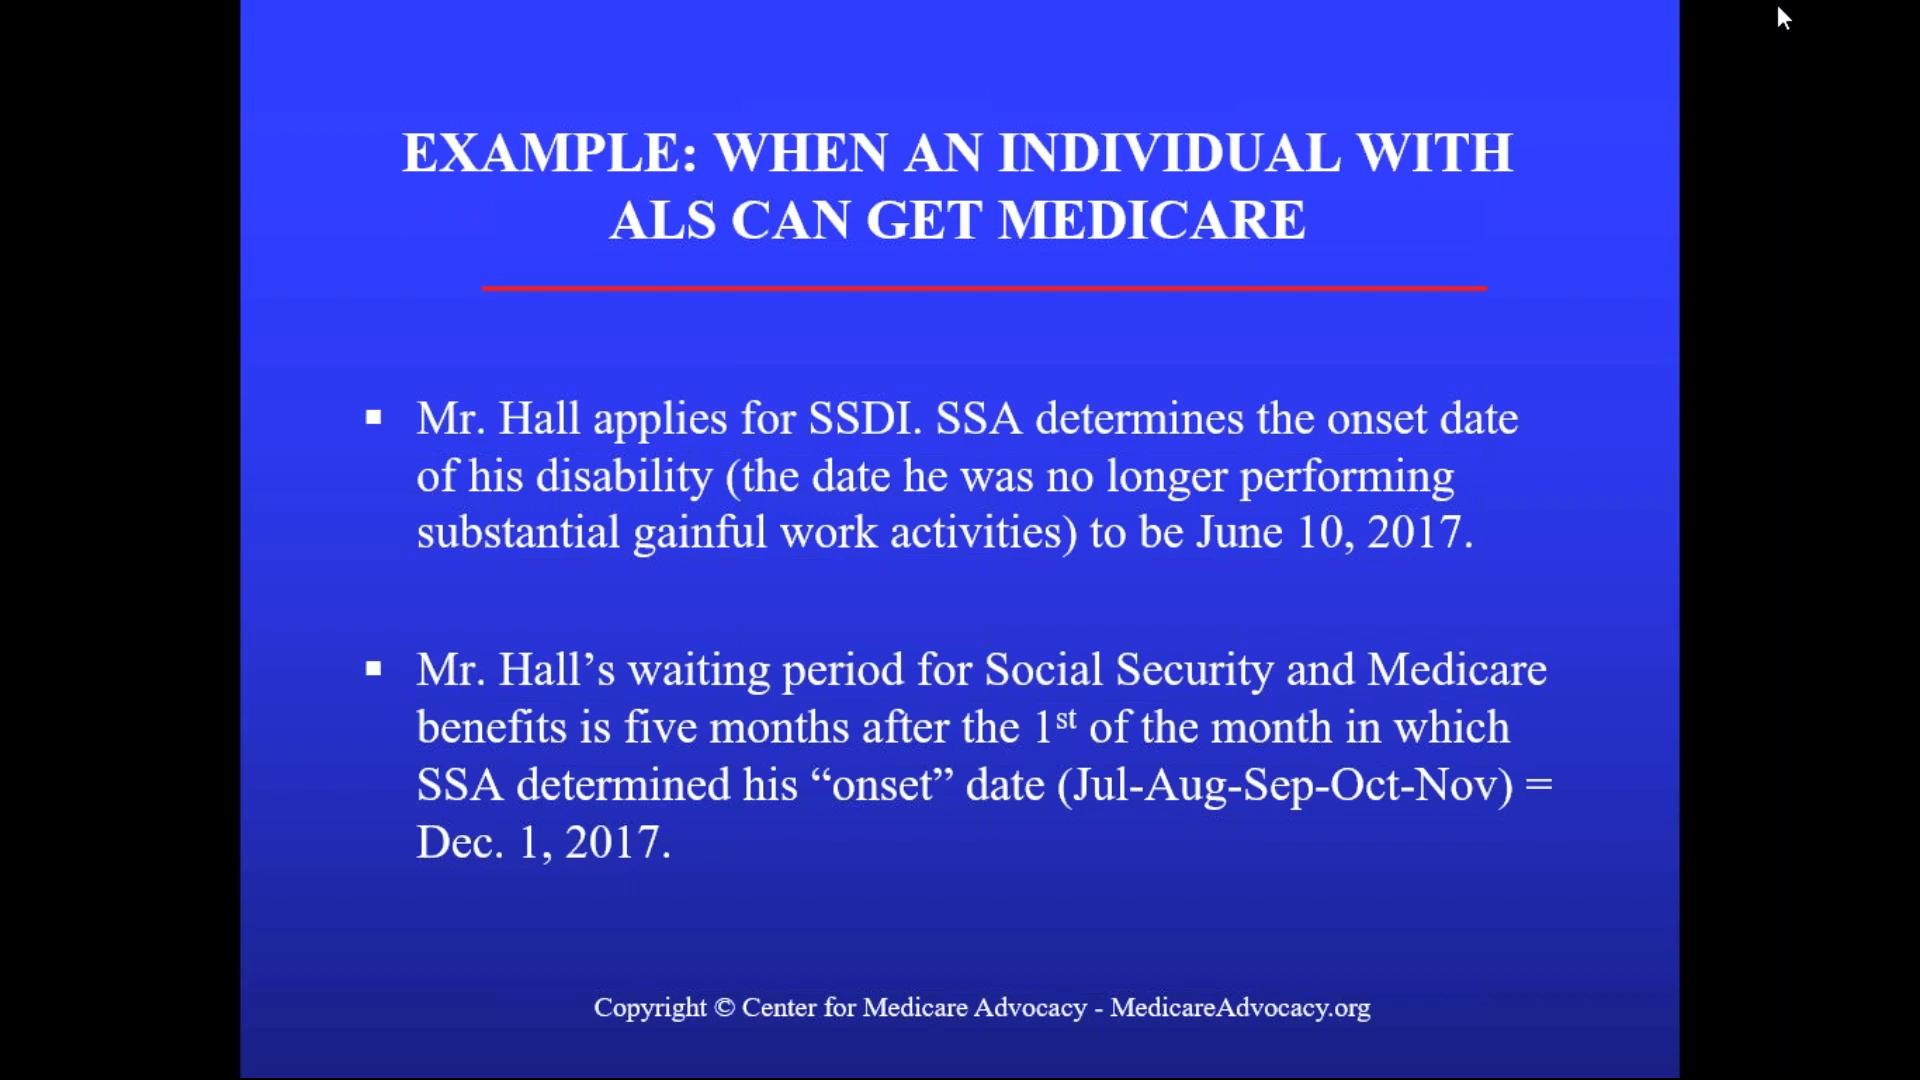 EXAMPLE: WHEN AN INDIVIDUAL WITH
ALS CAN GET MEDICARE
▪ Mr. Hall applies for SSDI. SSA determines the onset date
of his disability (the date he was no longer performing
substantial gainful work activities) to be June 10, 2017.
▪ Mr. Hall’s waiting period for Social Security and Medicare
benefits is five months after the 1st of the month in which
SSA determined his “onset” date (Jul-Aug-Sep-Oct-Nov) =
Dec. 1, 2017.
Copyright © Center for Medicare Advocacy - MedicareAdvocacy.org